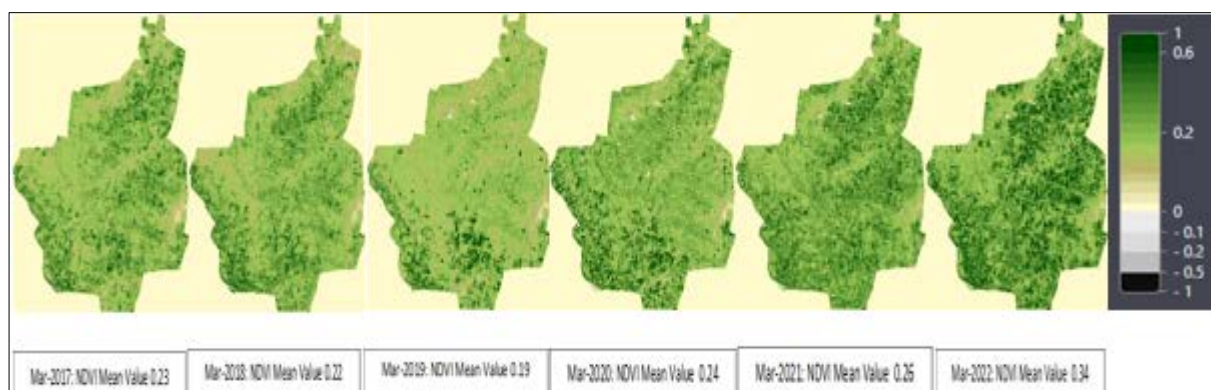 1
0.6
0.2
0
- 0.1
- 0.2
- 0.5
- 1
Mar-2017: NDVI Mean Value 0.23
Mar-2018: NDVI Mean Value 0.22
Mar-2019: NDVI Mean Value 0.19
Mar-2020: NDVI Mean Value 0.24
Mar-2021: NDVI Mean Value 0.26
Mar-2022: NDVI Mean Value 0.34